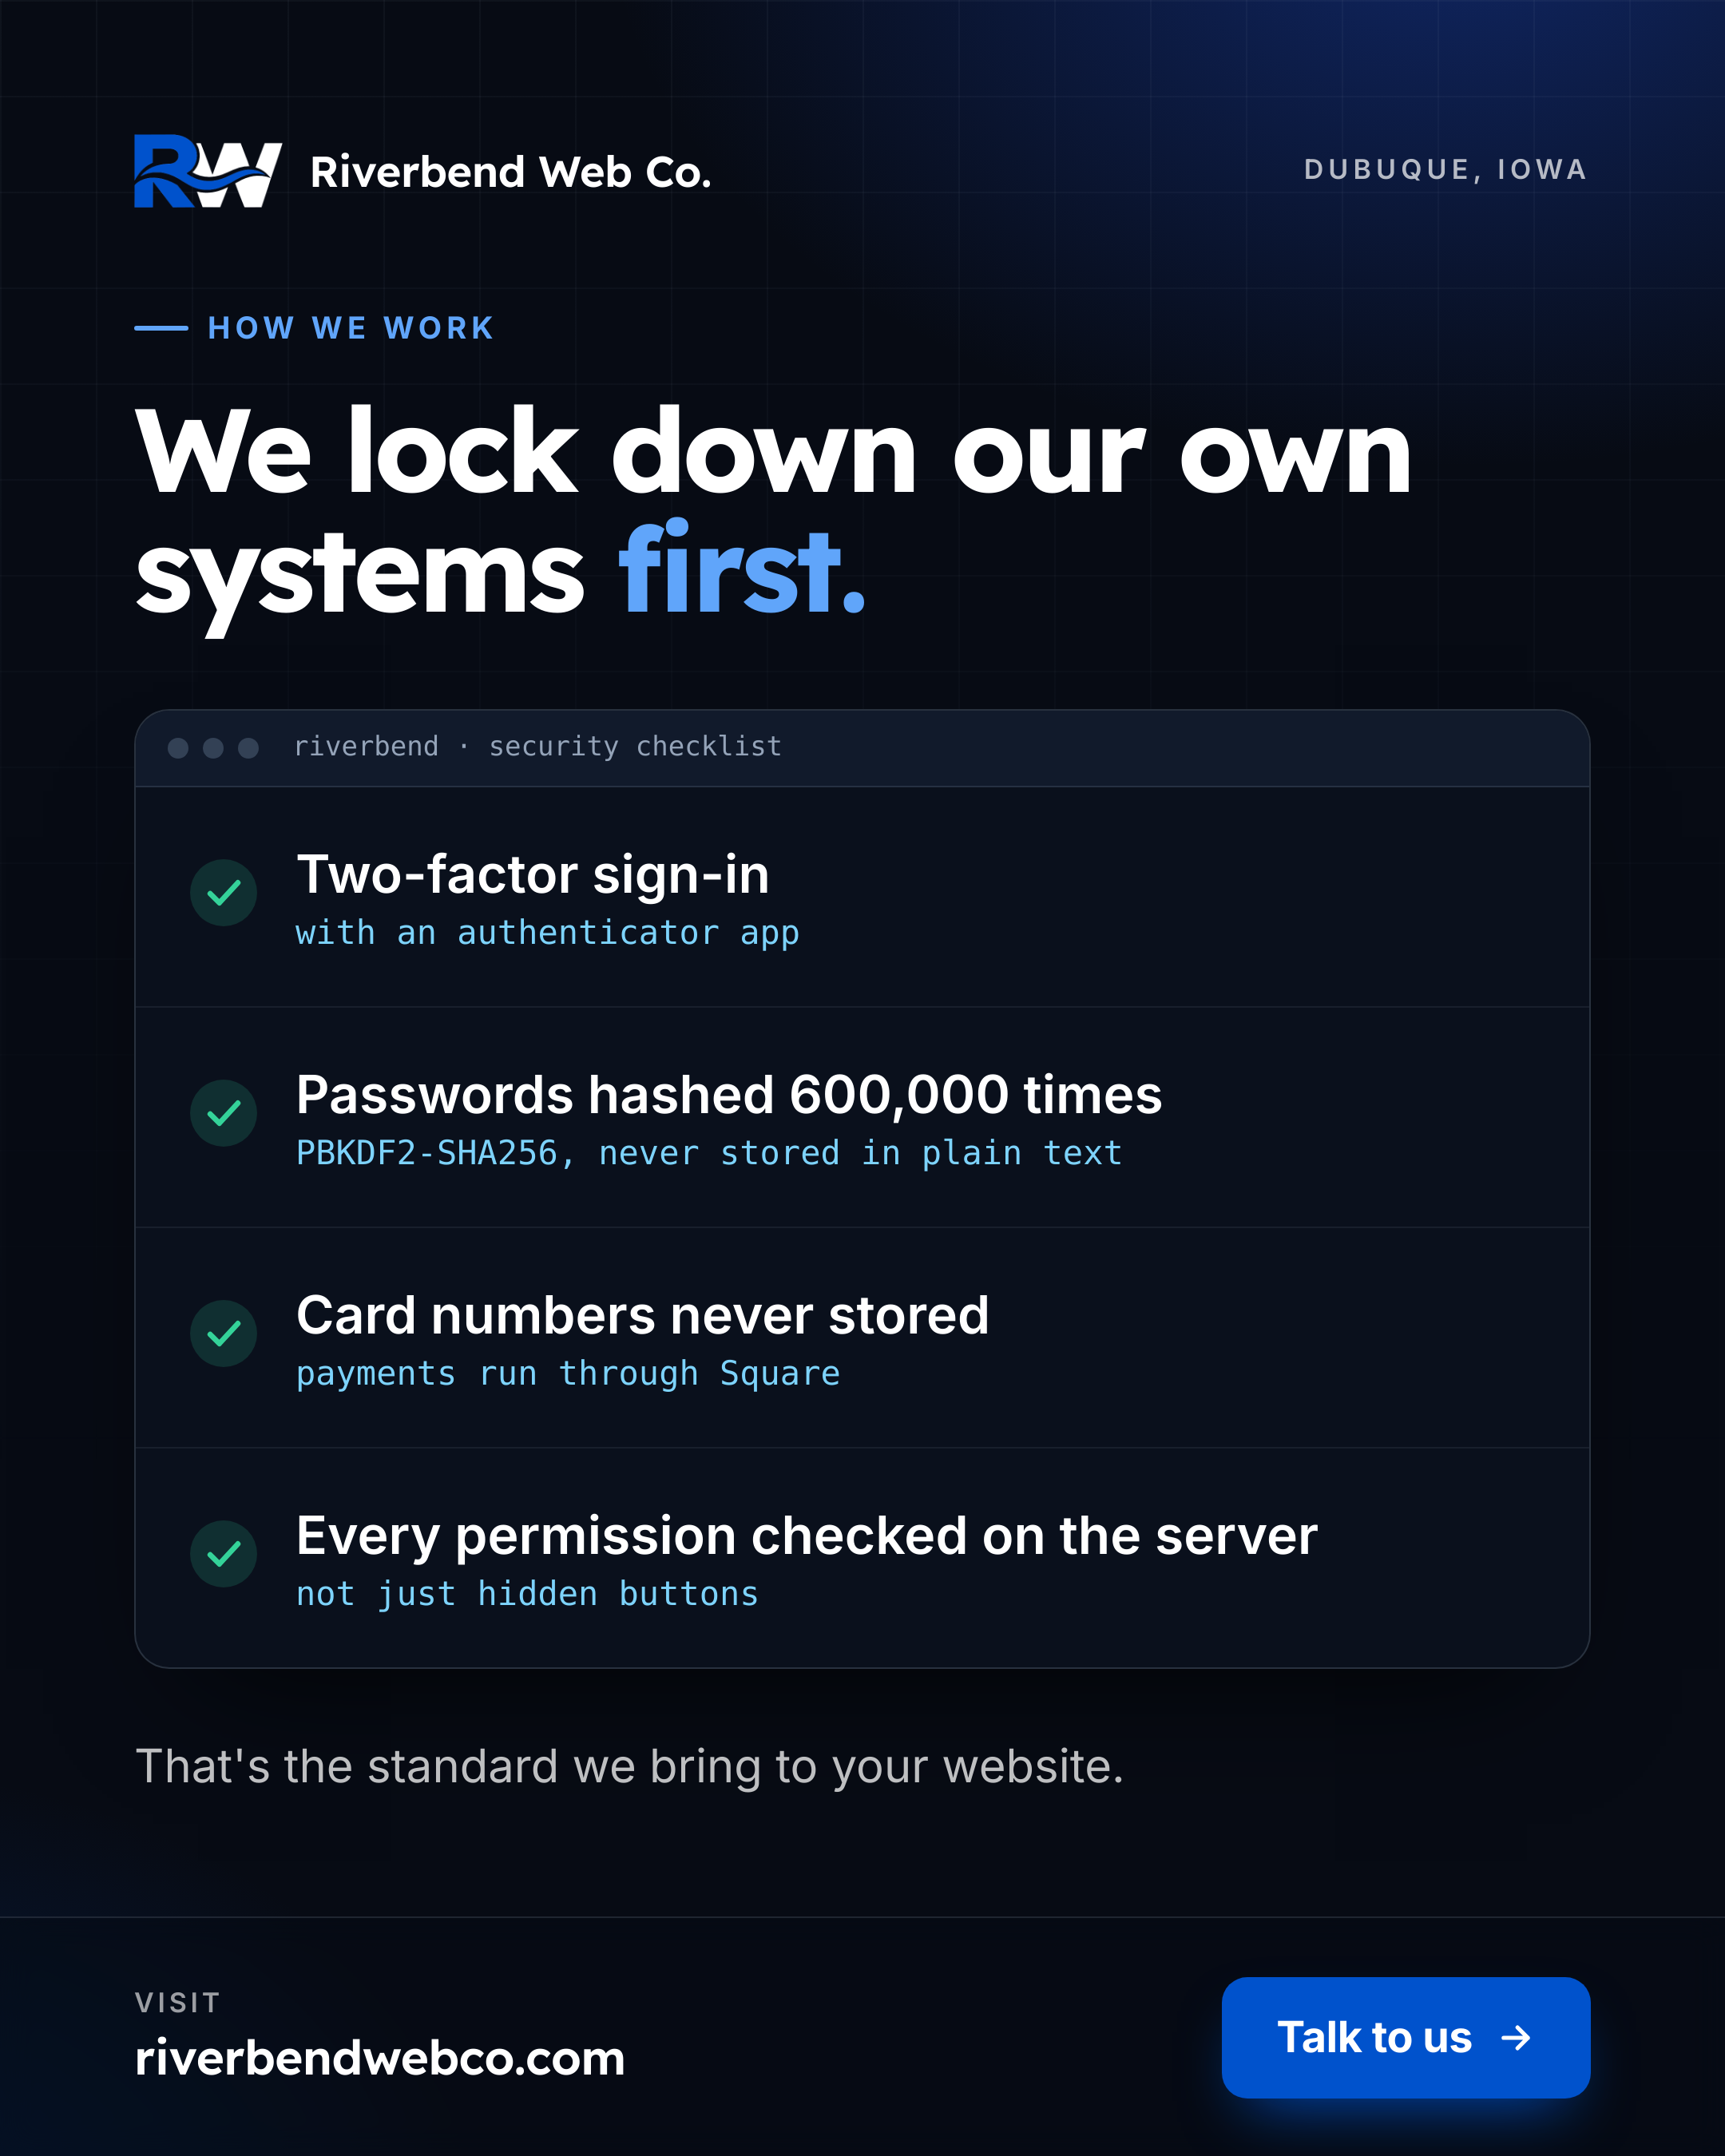 RW Riverbend Web Co.
DUBUQUE, IOWA
HOW WE WORK
We lock down our own
systems first.
riverbend · security checklist
Two-factor sign-in
with an authenticator app
Passwords hashed 600,000 times
PBKDF2-SHA256, never stored in plain text
Card numbers never stored
payments run through Square
Every permission checked on the server
not just hidden buttons
That's the standard we bring to your website.
VISIT
riverbendwebco.com
Talk to us →